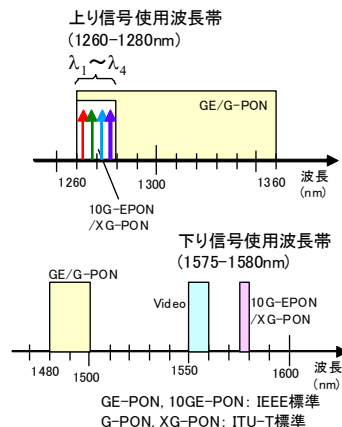 上り信号使用波長帯
(1260-1280nm)
λ1～λ4
GE/G-PON
1260
1300
1360
波長
(nm)
10G-EPON
/XG-PON
下り信号使用波長帯
(1575-1580nm)
GE/G-PON
Video
10G-EPON
/XG-PON
1480
1500
1550
1600
波長
(nm)
GE-PON, 10GE-PON: IEEE標準
G-PON, XG-PON: ITU-T標準